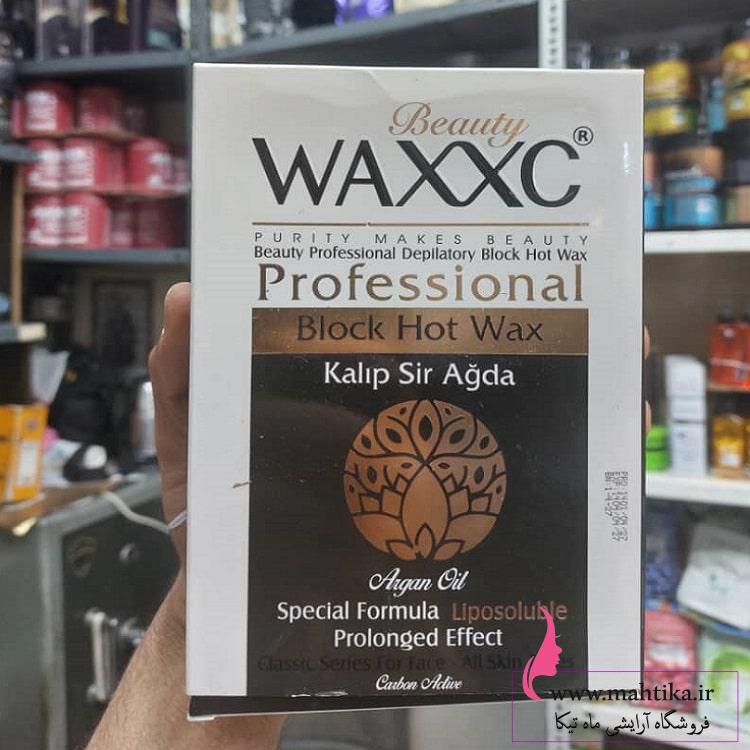 Beauty
WAXXC®
PURITY MAKES BEAUTY
Beauty Professional Depilatory Block Hot Wax
Professional
Block Hot Wax
Kalıp Sir Ağda
Argan Oil
Special Formula Liposoluble
Prolonged Effect
Classic Series For Face - All Skin
Carbon Active
www.mahtika.ir
فروشگاه آرایشی ماه تیکا